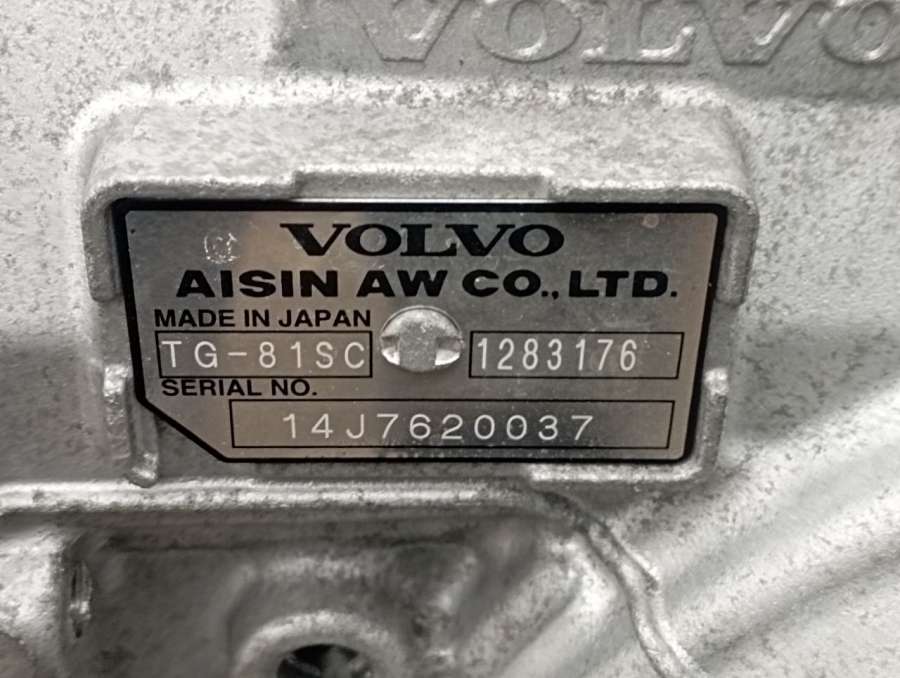 VOLVO
VOLVO
AISIN AW CO., LTD.
MADE IN JAPAN
TG-81SC 1283176
SERIAL NO.
14J7620037